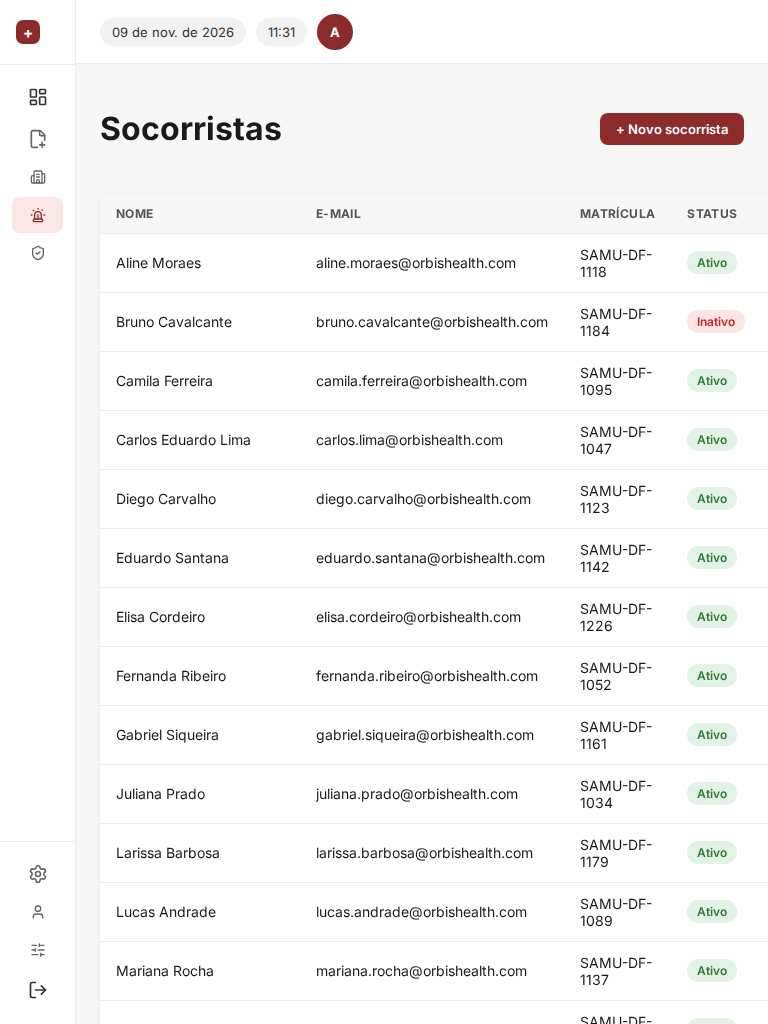 09 de nov. de 2026
11:31
A
Socorristas
+ Novo socorrista
NOME E-MAIL MATRÍCULA STATUS
Aline Moraes aline.moraes@orbishealth.com SAMU-DF-
1118 Ativo
Bruno Cavalcante bruno.cavalcante@orbishealth.com SAMU-DF-
1184 Inativo
Camila Ferreira camila.ferreira@orbishealth.com SAMU-DF-
1095 Ativo
Carlos Eduardo Lima carlos.lima@orbishealth.com SAMU-DF-
1047 Ativo
Diego Carvalho diego.carvalho@orbishealth.com SAMU-DF-
1123 Ativo
Eduardo Santana eduardo.santana@orbishealth.com SAMU-DF-
1142 Ativo
Elisa Cordeiro elisa.cordeiro@orbishealth.com SAMU-DF-
1226 Ativo
Fernanda Ribeiro fernanda.ribeiro@orbishealth.com SAMU-DF-
1052 Ativo
Gabriel Siqueira gabriel.siqueira@orbishealth.com SAMU-DF-
1161 Ativo
Juliana Prado juliana.prado@orbishealth.com SAMU-DF-
1034 Ativo
Larissa Barbosa larissa.barbosa@orbishealth.com SAMU-DF-
1179 Ativo
Lucas Andrade lucas.andrade@orbishealth.com SAMU-DF-
1089 Ativo
Mariana Rocha mariana.rocha@orbishealth.com SAMU-DF-
1137 Ativo
SAMU-DF-